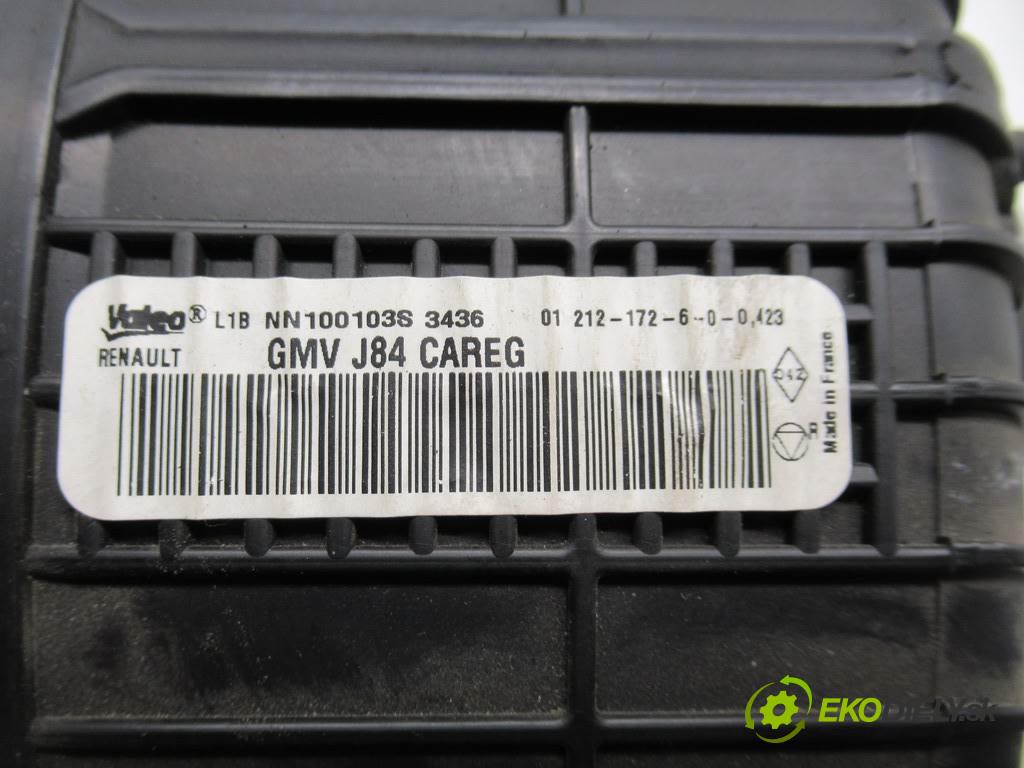 Valeo® L1B NN100103S 3436 01 212-172-6-0-0,423
RENAULT GMV J84 CAREG
Made in France
EKODIELY.SK